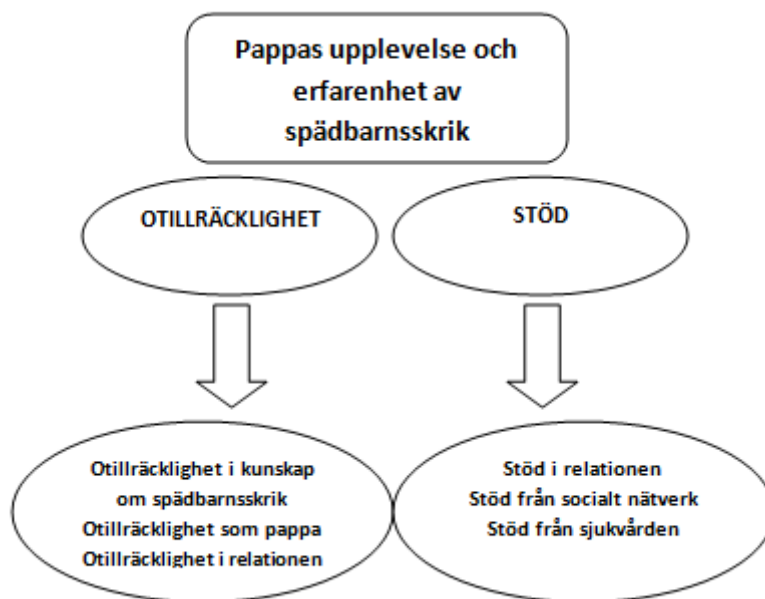 Pappas upplevelse och
erfarenhet av
spädbarnsskrik
OTILLRÄCKLIGHET
STÖD
Otillräcklighet i kunskap
om spädbarnsskrik
Otillräcklighet som pappa
Otillräcklighet i relationen
Stöd i relationen
Stöd från socialt nätverk
Stöd från sjukvården